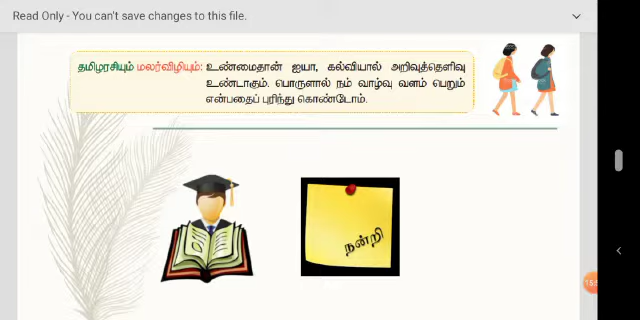 Read Only - You can't save changes to this file.
தமிழரசியும் மலர்விழியும்: உண்மைதான் ஐயா, கல்வியால் அறிவுத்தெளிவு
உண்டாகும். பொருளால் நம் வாழ்வு வளம் பெறும்
என்பதைப் புரிந்து கொண்டோம்.
நன்றி